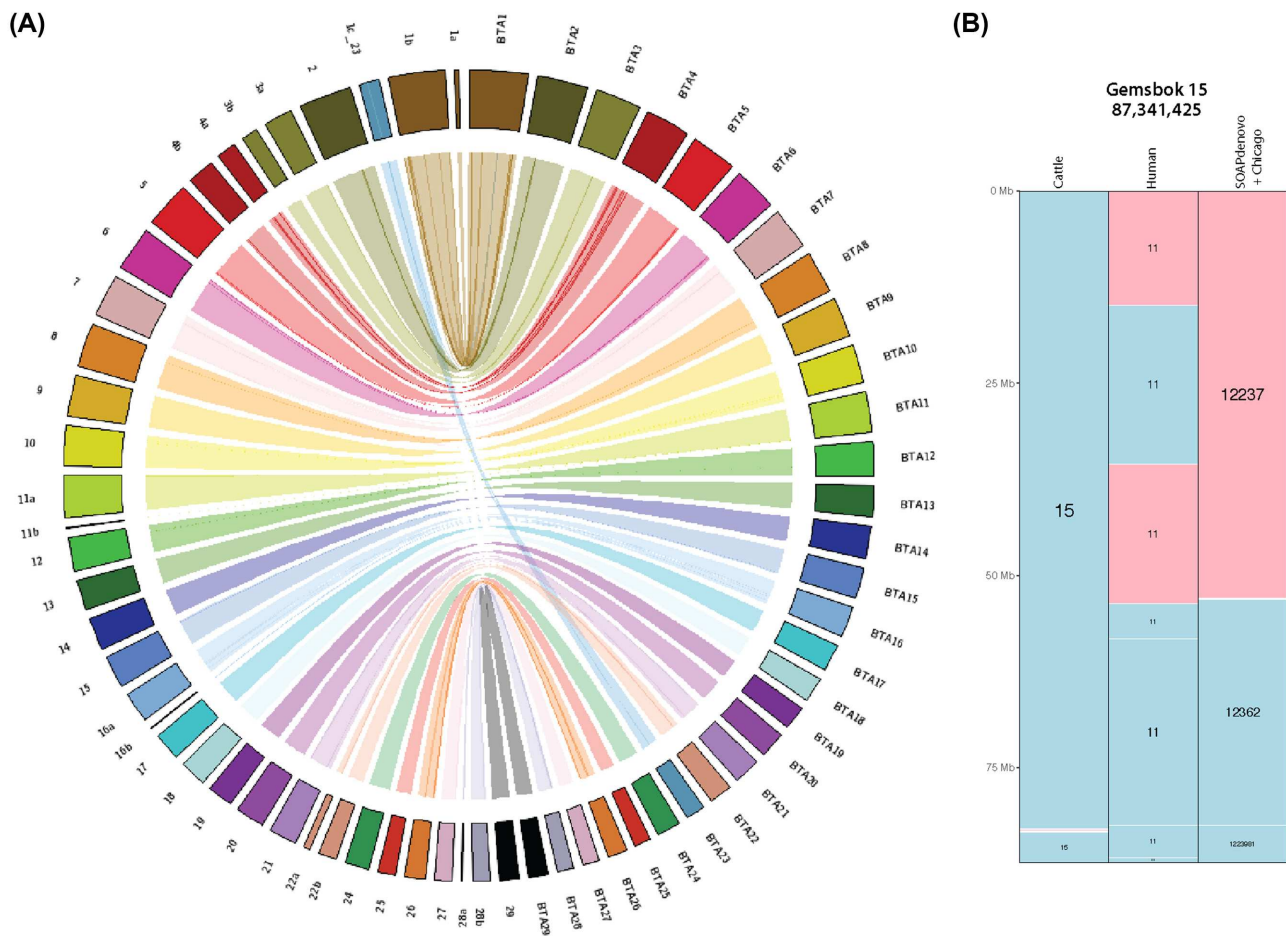 (A)
(B)
1c_23
1b
1a
BTA1
BTA2
BTA3
BTA4
BTA5
BTA6
BTA7
BTA8
BTA9
BTA10
BTA11
BTA12
BTA13
BTA14
BTA15
BTA16
BTA17
BTA18
BTA19
BTA20
BTA21
BTA22
BTA23
BTA24
BTA25
BTA26
BTA27
BTA28
BTA29
29
28b
28a
27
26
25
24
22b
22a
21
20
19
18
17
16b
16a
15
14
13
12
11b
11a
10
9
8
7
6
5
4b
4a
3b
3a
2
Gemsbok 15
87,341,425
Cattle
Human
SOAPdenovo
+ Chicago
0 Mb
25 Mb
50 Mb
75 Mb
15
15
11
11
11
11
11
11
12237
12362
1223981